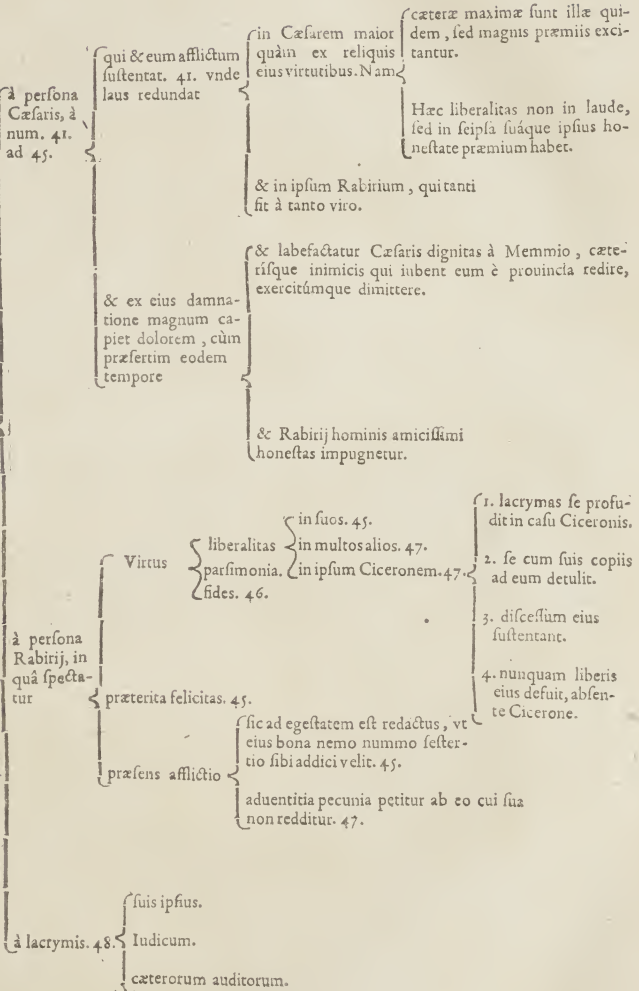 à perſona
Cæſaris, à
num. 41.
ad 45.
qui & eum afflictum
ſuſtentat. 41. vnde
laus redundat
in Cæſarem maior
quàm ex reliquis
eius virtutibus. Nam
cæteræ maximæ ſunt illæ qui-
dem, ſed magnis præmiis exci-
tantur.
Hæc liberalitas non in laude,
ſed in ſeipſa ſuáque ipſius ho-
neſtate præmium habet.
& in ipſum Rabirium, qui tanti
fit à tanto viro.
& ex eius damna-
tione magnum ca-
piet dolorem, cùm
præſertim eodem
tempore
& labefactatur Cæſaris dignitas à Memmio, cæte-
riſque inimicis qui iubent eum è prouincia redire,
exercitúmque dimittere.
& Rabirij hominis amiciſſimi
honeſtas impugnetur.
à perſona
Rabirij, in
quâ ſpecta-
tur
Virtus
liberalitas
parſimonia.
fides. 46.
in ſuos. 45.
in multos alios. 47.
in ipſum Ciceronem. 47.
1. lacrymas ſe profu-
dit in caſu Ciceronis.
2. ſe cum ſuis copiis
ad eum detulit.
3. diſceſſum eius
ſuſtentant.
4. nunquam liberis
eius defuit, abſen-
te Cicerone.
præterita felicitas. 45.
præſens afflictio
ſic ad egeſtatem eſt redactus, vt
eius bona nemo nummo ſeſter-
tio ſibi addici velit. 45.
aduentitia pecunia petitur ab eo cui ſua
non redditur. 47.
à lacrymis. 48.
ſuis ipſius.
Iudicum.
cæterorum auditorum.